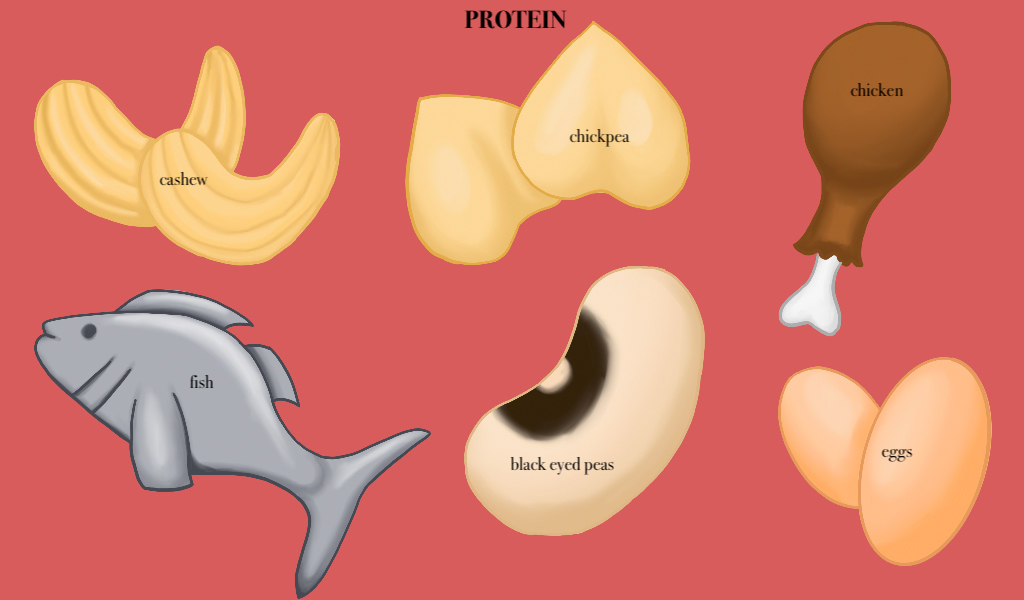 PROTEIN
cashew
chickpea
chicken
fish
black eyed peas
eggs